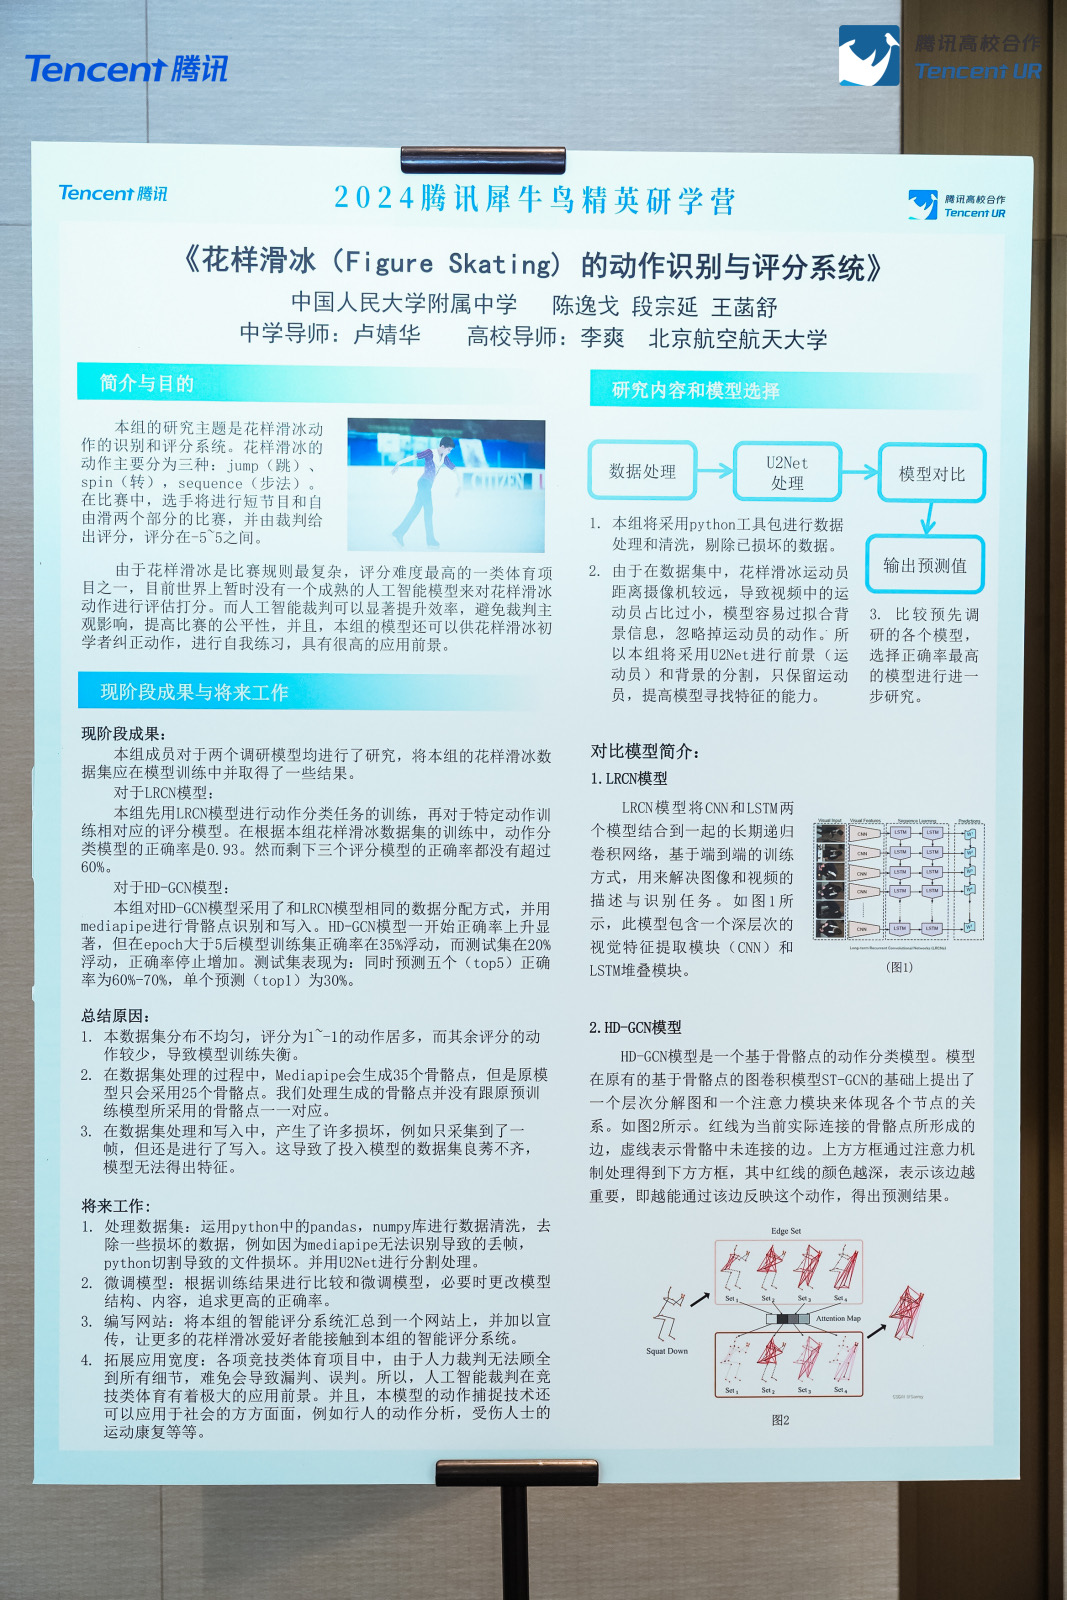 Tencent 腾讯
腾讯高校合作
Tencent UR
Tencent 腾讯
2024腾讯犀牛鸟精英研学营
腾讯高校合作
Tencent UR
《花样滑冰（Figure Skating）的动作识别与评分系统》
中国人民大学附属中学 陈逸戈 段宗延 王菡舒
中学导师：卢婧华 高校导师：李爽 北京航空航天大学
简介与目的
本组的研究主题是花样滑冰动
作的识别和评分系统。花样滑冰的
动作主要分为三种：jump（跳）、
spin（转），sequence（步法）。
在比赛中，选手将进行短节目和自
由滑两个部分的比赛，并由裁判给
出评分，评分在-5~5之间。
CITIZEN
由于花样滑冰是比赛规则最复杂，评分难度最高的一类体育项
目之一，目前世界上暂时没有一个成熟的人工智能模型来对花样滑冰
动作进行评估打分。而人工智能裁判可以显著提升效率，避免裁判主
观影响，提高比赛的公平性，并且，本组的模型还可以供花样滑冰初
学者纠正动作，进行自我练习，具有很高的应用前景。
现阶段成果与将来工作
现阶段成果：
本组成员对于两个调研模型均进行了研究，将本组的花样滑冰数
据集应在模型训练中并取得了一些结果。
对于LRCN模型：
本组先用LRCN模型进行动作分类任务的训练，再对于特定动作训
练相对应的评分模型。在根据本组花样滑冰数据集的训练中，动作分
类模型的正确率是0.93。然而剩下三个评分模型的正确率都没有超过
60%。
对于HD-GCN模型：
本组对HD-GCN模型采用了和LRCN模型相同的数据分配方式，并用
mediapipe进行骨骼点识别和写入。HD-GCN模型一开始正确率上升显
著，但在epoch大于5后模型训练集正确率在35%浮动，而测试集在20%
浮动，正确率停止增加。测试集表现为：同时预测五个（top5）正确
率为60%-70%，单个预测（top1）为30%。
总结原因：
1. 本数据集分布不均匀，评分为1~-1的动作居多，而其余评分的动
作较少，导致模型训练失衡。
2. 在数据集处理的过程中，Mediapipe会生成35个骨骼点，但是原模
型只会采用25个骨骼点。我们处理生成的骨骼点并没有跟原预训
练模型所采用的骨骼点一一对应。
3. 在数据集处理和写入中，产生了许多损坏，例如只采集到了一
帧，但还是进行了写入。这导致了投入模型的数据集良莠不齐，
模型无法得出特征。
将来工作：
1. 处理数据集：运用python中的pandas，numpy库进行数据清洗，去
除一些损坏的数据，例如因为mediapipe无法识别导致的丢帧，
python切割导致的文件损坏。并用U2Net进行分割处理。
2. 微调模型：根据训练结果进行比较和微调模型，必要时更改模型
结构、内容，追求更高的正确率。
3. 编写网站：将本组的智能评分系统汇总到一个网站上，并加以宣
传，让更多的花样滑冰爱好者能接触到本组的智能评分系统。
4. 拓展应用宽度：各项竞技类体育项目中，由于人力裁判无法顾全
到所有细节，难免会导致漏判、误判。所以，人工智能裁判在竞
技类体育有着极大的应用前景。并且，本模型的动作捕捉技术还
可以应用于社会的方方面面，例如行人的动作分析，受伤人士的
运动康复等等。
研究内容和模型选择
数据处理
U2Net
处理
模型对比
输出预测值
1. 本组将采用python工具包进行数据
处理和清洗，剔除已损坏的数据。
2. 由于在数据集中，花样滑冰运动员
距离摄像机较远，导致视频中的运
动员占比过小，模型容易过拟合背
景信息，忽略掉运动员的动作。所
以本组将采用U2Net进行前景（运
动员）和背景的分割，只保留运动
员，提高模型寻找特征的能力。
3. 比较预先调
研的各个模型，
选择正确率最高
的模型进行进一
步研究。
对比模型简介：
1.LRCN模型
LRCN模型将CNN和LSTM两
个模型结合到一起的长期递归
卷积网络，基于端到端的训练
方式，用来解决图像和视频的
描述与识别任务。如图1所
示，此模型包含一个深层次的
视觉特征提取模块（CNN）和
LSTM堆叠模块。
Visual Input Visual Features Sequence Learning Predictions
CNN LSTM LSTM
CNN LSTM LSTM
CNN LSTM LSTM
CNN LSTM LSTM
CNN LSTM LSTM
Long-term Recurrent Convolutional Networks (LRCNs)
(图1)
2.HD-GCN模型
HD-GCN模型是一个基于骨骼点的动作分类模型。模型
在原有的基于骨骼点的图卷积模型ST-GCN的基础上提出了
一个层次分解图和一个注意力模块来体现各个节点的关
系。如图2所示。红线为当前实际连接的骨骼点所形成的
边，虚线表示骨骼中未连接的边。上方方框通过注意力机
制处理得到下方方框，其中红线的颜色越深，表示该边越
重要，即越能通过该边反映这个动作，得出预测结果。
Edge Set
Set 1 Set 2 Set 3 Set 4
Attention Map
Squat Down
Set 1 Set 2 Set 3 Set 4
图2